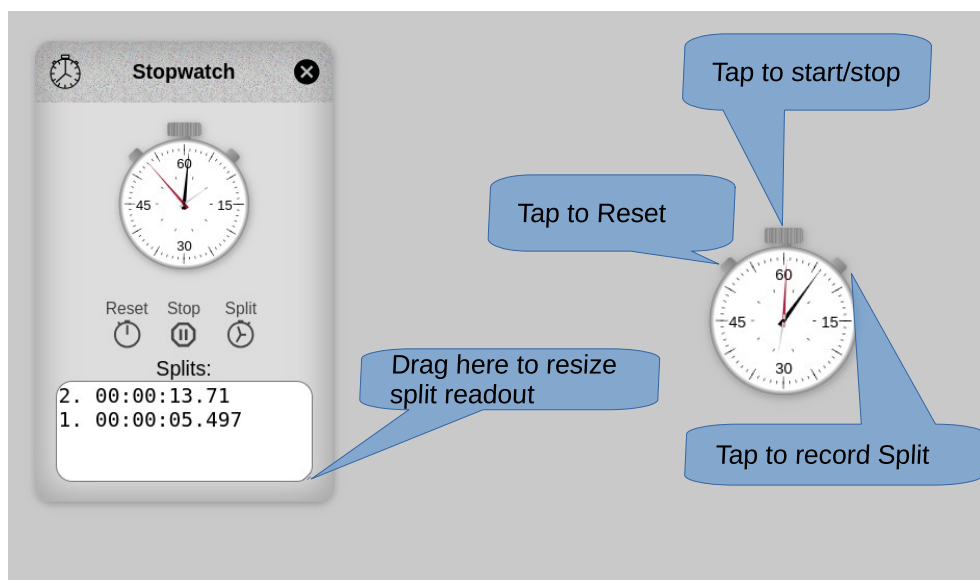 Stopwatch
60
45
15
30
Reset Stop Split
Splits:
2. 00:00:13.71
1. 00:00:05.497
Tap to start/stop
Tap to Reset
60
45
15
30
Drag here to resize
split readout
Tap to record Split